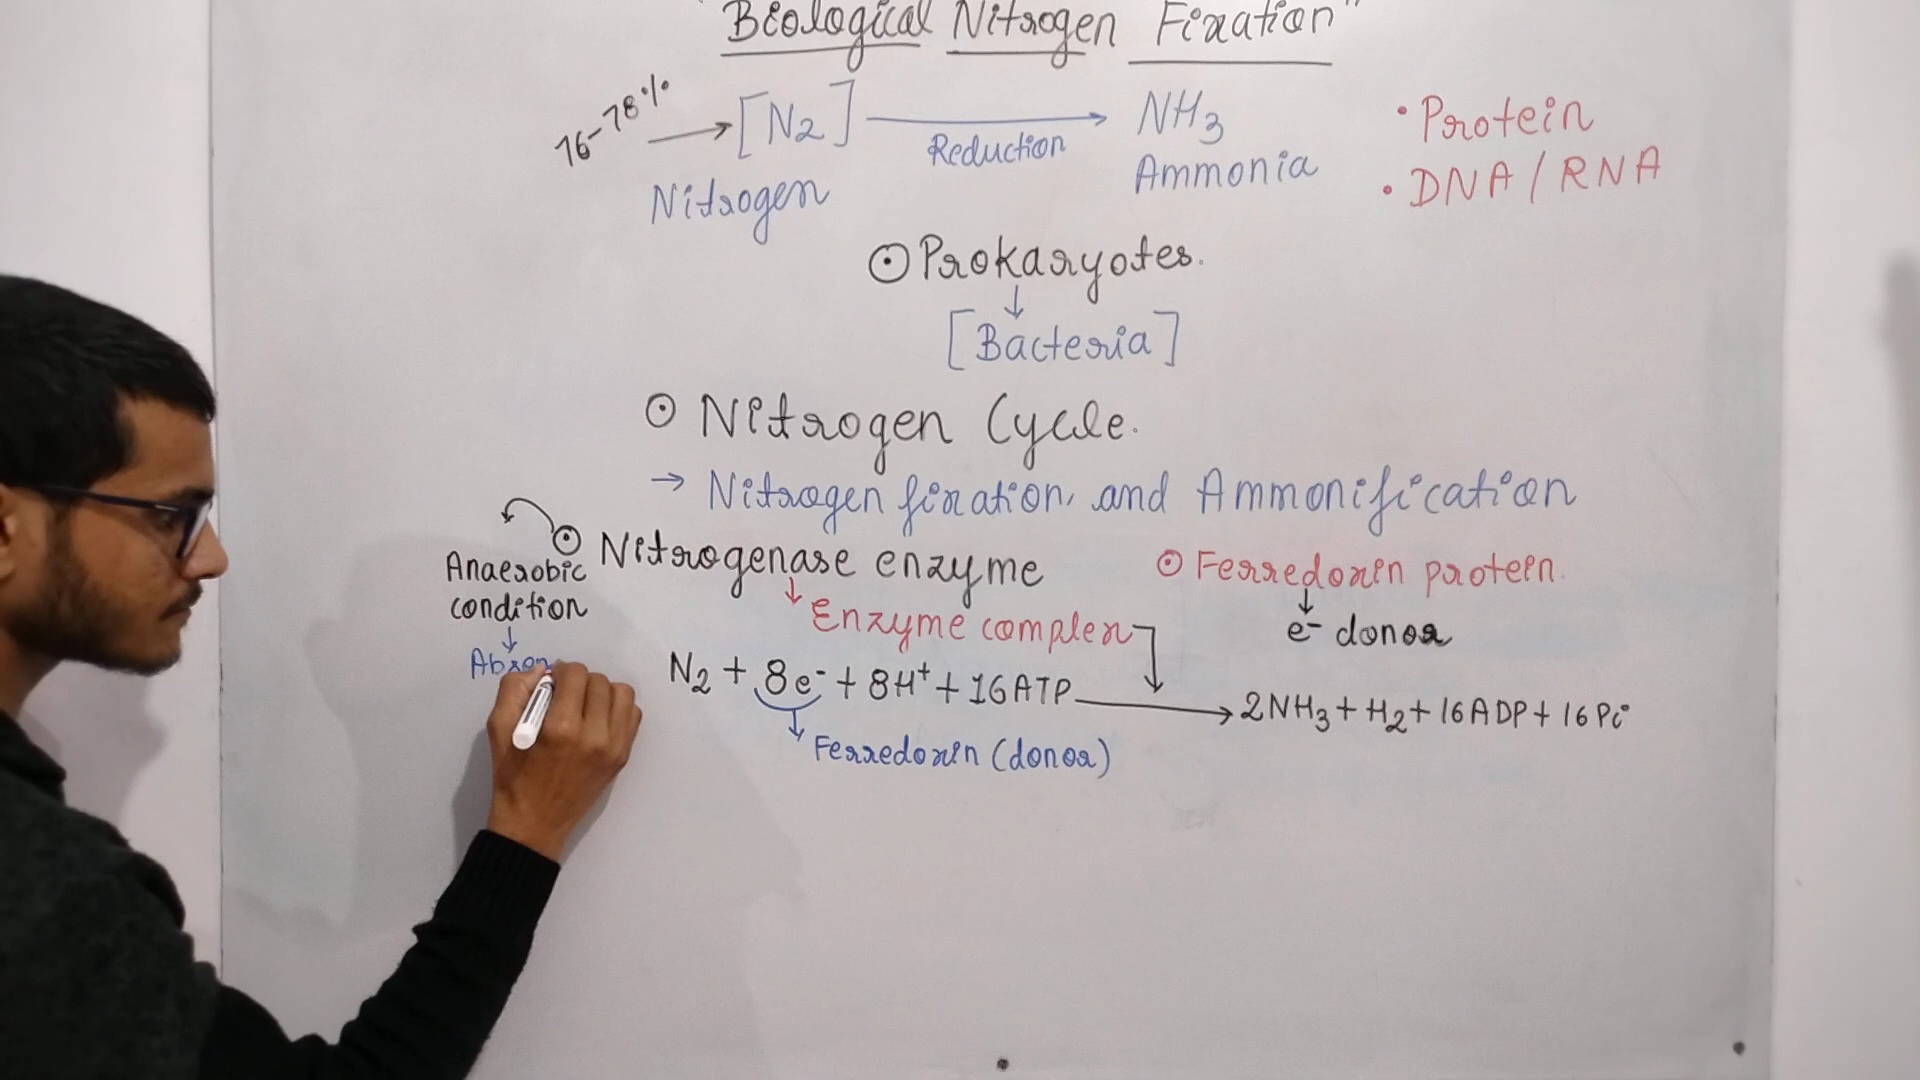 "Biological Nitrogen Fixation"
76-78% → [N2] → NH3
Reduction
Nitrogen
Ammonia
• Protein
• DNA/RNA
⊙ Prokaryotes.
↓
[Bacteria]
⊙ Nitrogen Cycle.
→ Nitrogen fixation, and Ammonification
⊙ Nitrogenase enzyme
↓ Enzyme complex
⊙ Ferredoxin protein.
↓
e- donor
Anaerobic
condition
↓
N2 + 8e- + 8H+ + 16ATP → 2NH3 + H2 + 16ADP + 16Pi
↓ Ferredoxin (donor)